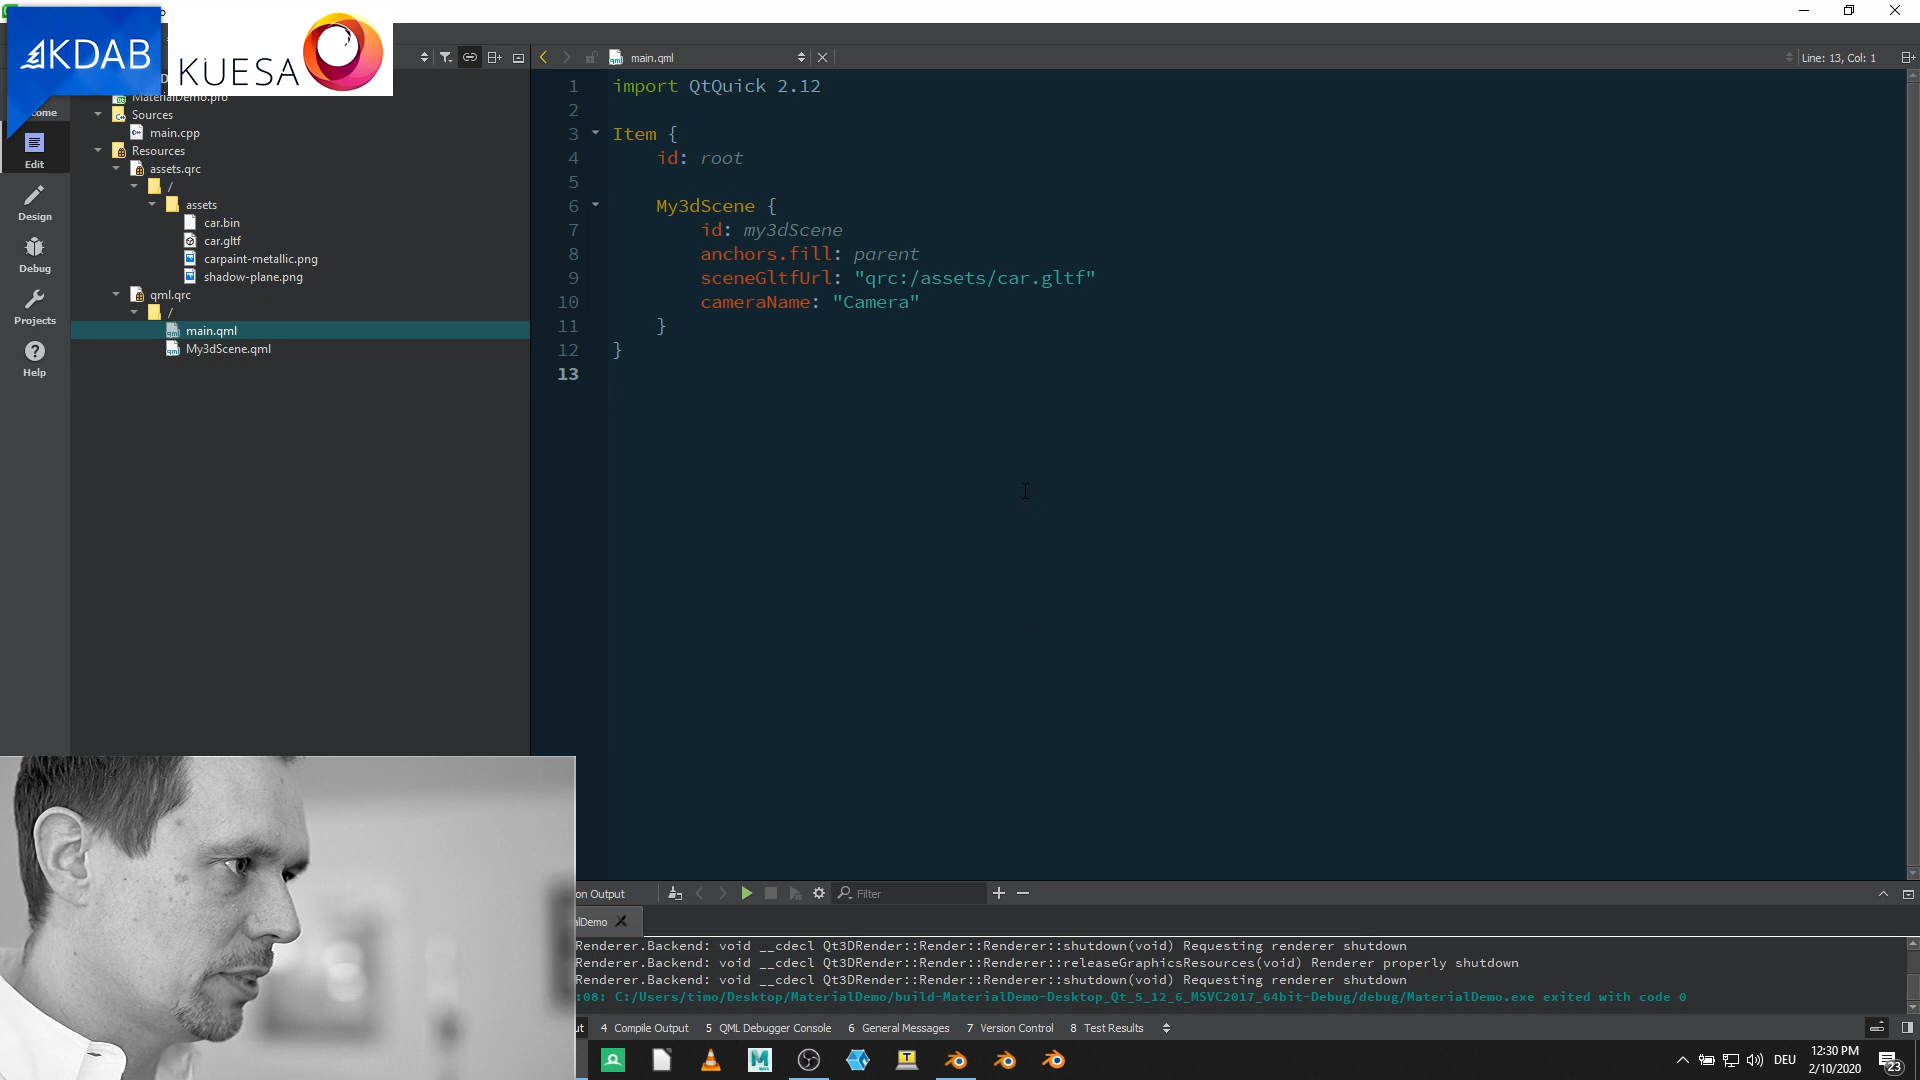 KDAB
KUESA
main.qml
Line: 13, Col: 1
MaterialDemo.pro
Sources
main.cpp
Resources
assets.qrc
/
assets
car.bin
car.gltf
carpaint-metallic.png
shadow-plane.png
qml.qrc
/
main.qml
My3dScene.qml
Edit
Design
Debug
Projects
Help
1 import QtQuick 2.12
2
3 Item {
4 id: root
5
6 My3dScene {
7 id: my3dScene
8 anchors.fill: parent
9 sceneGltfUrl: "qrc:/assets/car.gltf"
10 cameraName: "Camera"
11 }
12 }
13
on Output
Filter
alDemo
Renderer.Backend: void __cdecl Qt3DRender::Render::Renderer::shutdown(void) Requesting renderer shutdown
Renderer.Backend: void __cdecl Qt3DRender::Render::Renderer::releaseGraphicsResources(void) Renderer properly shutdown
Renderer.Backend: void __cdecl Qt3DRender::Render::Renderer::shutdown(void) Requesting renderer shutdown
:08: C:/Users/timo/Desktop/MaterialDemo/build-MaterialDemo-Desktop_Qt_5_12_6_MSVC2017_64bit-Debug/debug/MaterialDemo.exe exited with code 0
ut 4 Compile Output 5 QML Debugger Console 6 General Messages 7 Version Control 8 Test Results
DEU
12:30 PM
2/10/2020
23